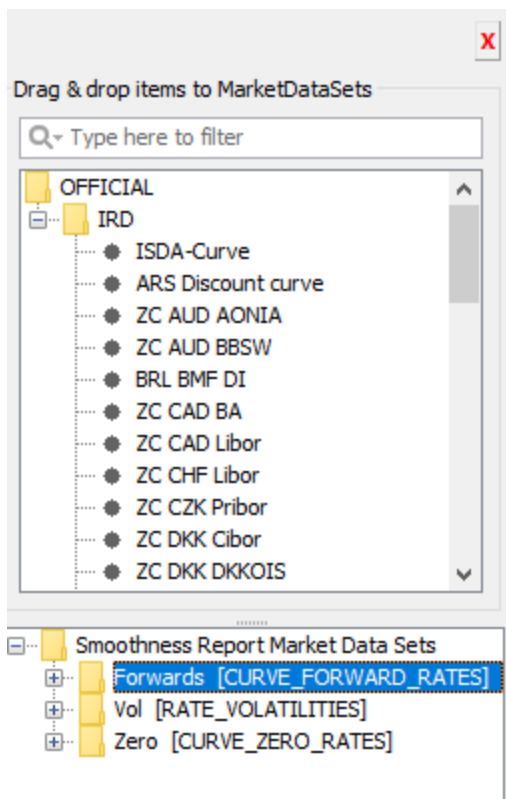 X
Drag & drop items to MarketDataSets
Type here to filter
OFFICIAL
IRD
ISDA-Curve
ARS Discount curve
ZC AUD AONIA
ZC AUD BBSW
BRL BMF DI
ZC CAD BA
ZC CAD Libor
ZC CHF Libor
ZC CZK Pribor
ZC DKK Cibor
ZC DKK DKKOIS
Smoothness Report Market Data Sets
Forwards [CURVE_FORWARD_RATES]
Vol [RATE_VOLATILITIES]
Zero [CURVE_ZERO_RATES]